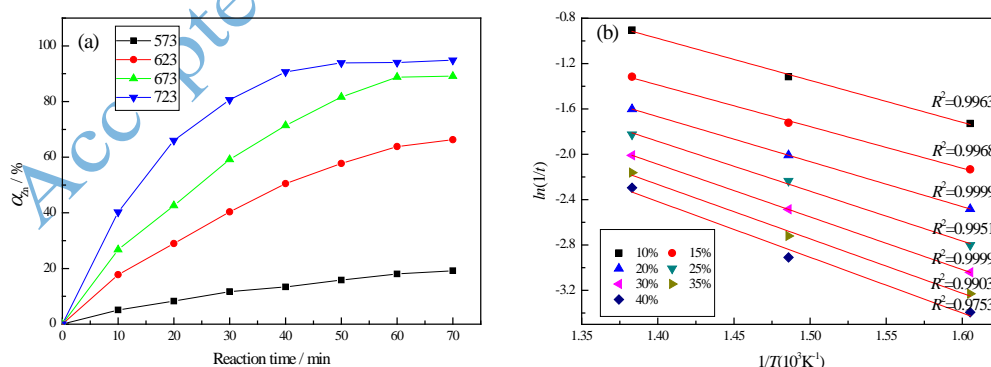 Accepte
(a)
573
623
673
723
100
80
60
40
20
0
α_Zn / %
0 10 20 30 40 50 60 70
Reaction time / min
(b)
-0.8
-1.2
-1.6
-2.0
-2.4
-2.8
-3.2
ln(1/t)
R²=0.9963
R²=0.9968
R²=0.9999
R²=0.9951
R²=0.9999
R²=0.9903
R²=0.9753
10% 15%
20% 25%
30% 35%
40%
1.35 1.40 1.45 1.50 1.55 1.60
1/T(10³K⁻¹)